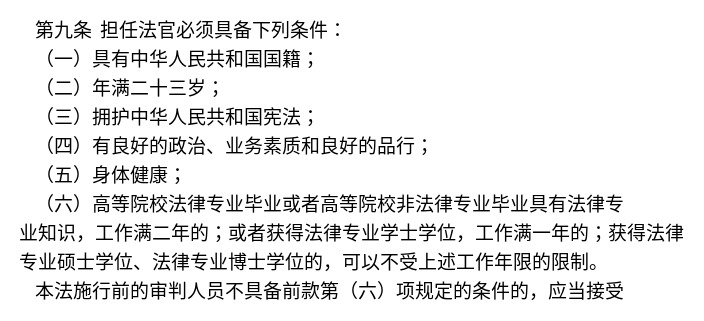 第九条 担任法官必须具备下列条件：
（一）具有中华人民共和国国籍；
（二）年满二十三岁；
（三）拥护中华人民共和国宪法；
（四）有良好的政治、业务素质和良好的品行；
（五）身体健康；
（六）高等院校法律专业毕业或者高等院校非法律专业毕业具有法律专
业知识，工作满二年的；或者获得法律专业学士学位，工作满一年的；获得法律
专业硕士学位、法律专业博士学位的，可以不受上述工作年限的限制。
本法施行前的审判人员不具备前款第（六）项规定的条件的，应当接受